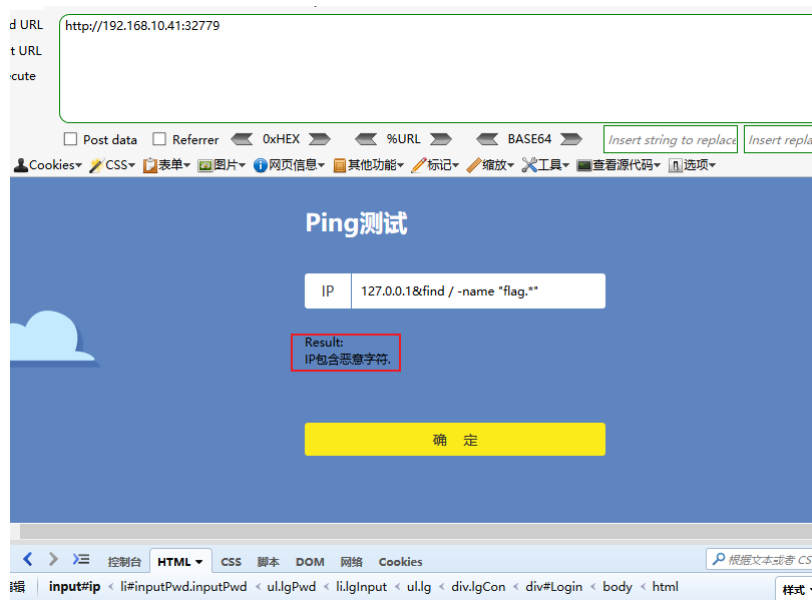 d URL
http://192.168.10.41:32779
t URL
cute
Post data Referrer 0xHEX %URL BASE64 Insert string to replace Insert repla
Cookies CSS 表单 图片 网页信息 其他功能 标记 缩放 工具 查看源代码 选项
Ping测试
IP 127.0.0.1&find / -name "flag.*"
Result:
IP包含恶意字符.
确 定
控制台 HTML CSS 脚本 DOM 网络 Cookies 根据文本或者 CS
辑 input#ip < li#inputPwd.inputPwd < ul.lgPwd < li.lgInput < ul.lg < div.lgCon < div#Login < body < html 样式